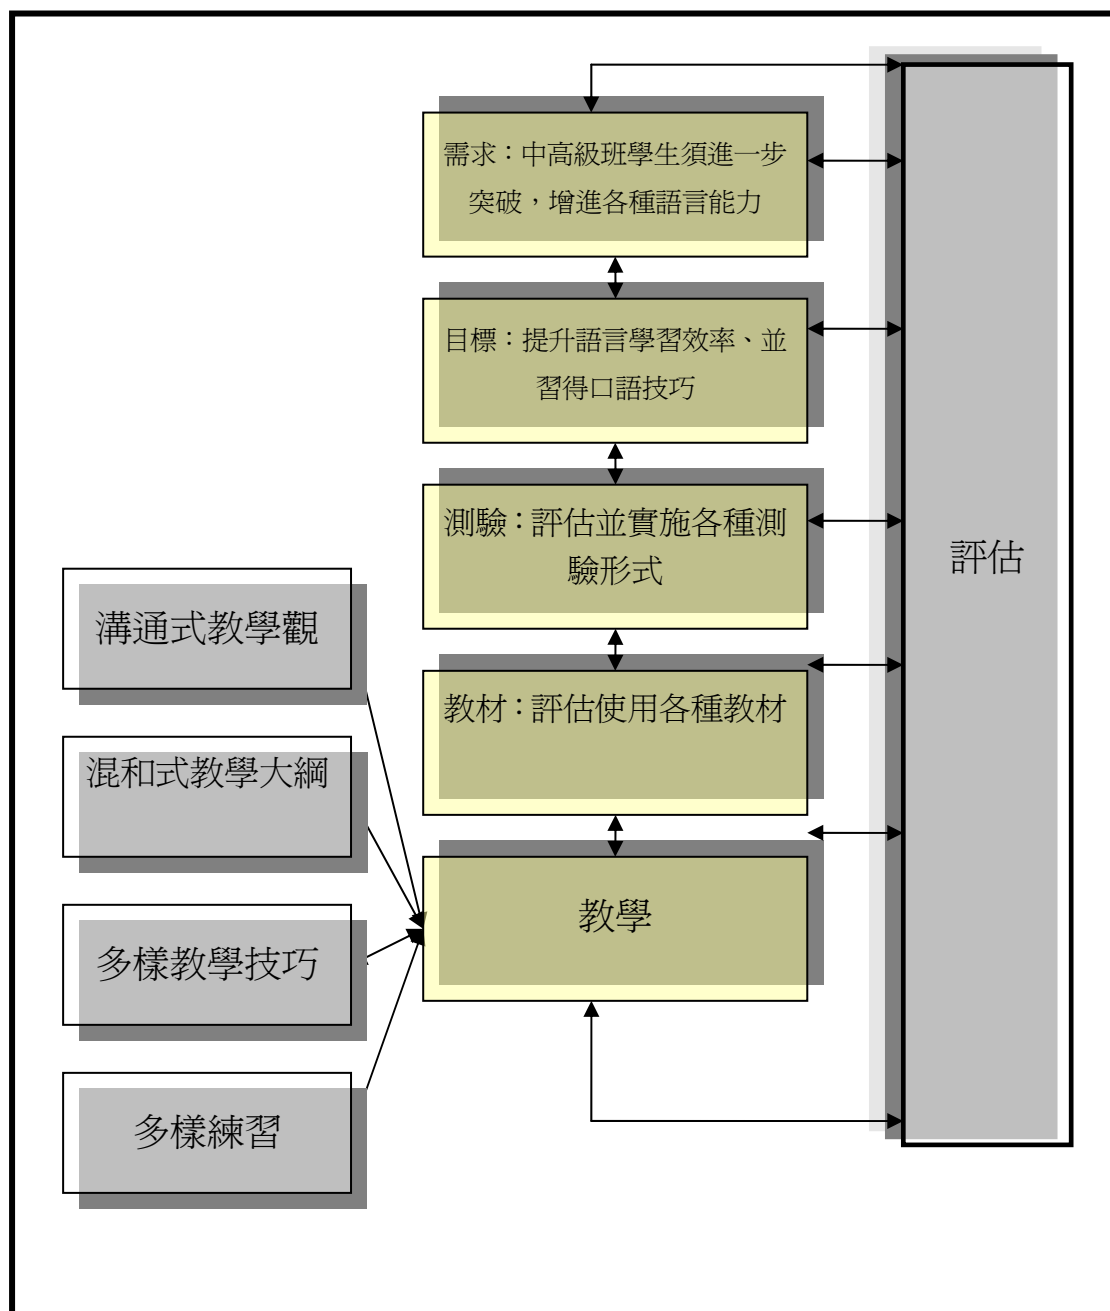 需求：中高級班學生須進一步
突破，增進各種語言能力
目標：提升語言學習效率、並
習得口語技巧
測驗：評估並實施各種測
驗形式
評估
溝通式教學觀
教材：評估使用各種教材
混和式教學大綱
教學
多樣教學技巧
多樣練習